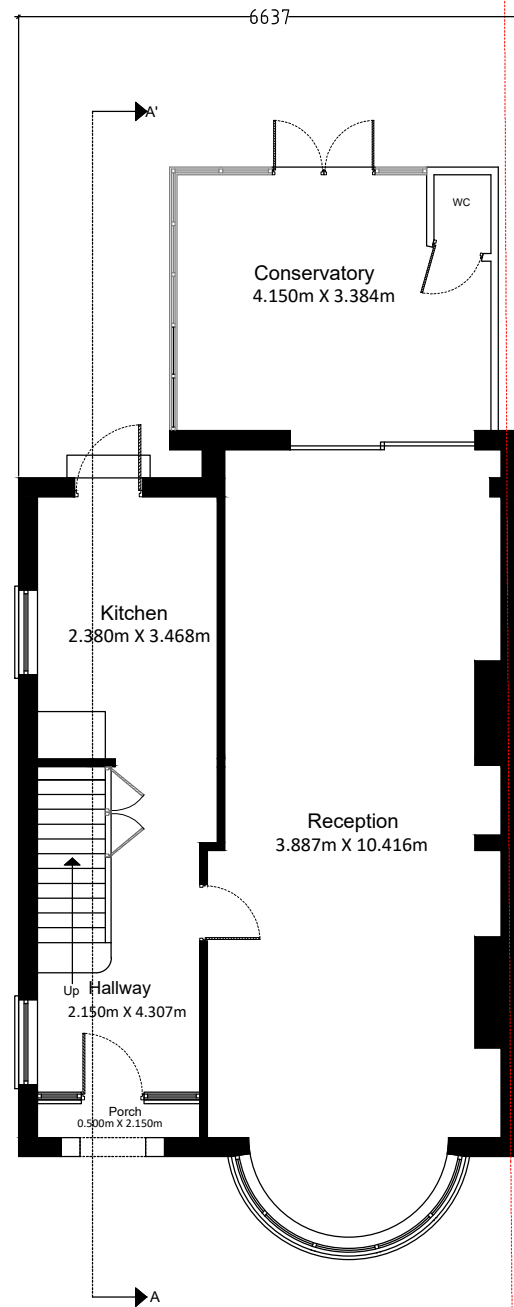 6637
A'
WC
Conservatory
4.150m X 3.384m
Kitchen
2.380m X 3.468m
Reception
3.887m X 10.416m
Up
Hallway
2.150m X 4.307m
Porch
0.500m X 2.150m
A